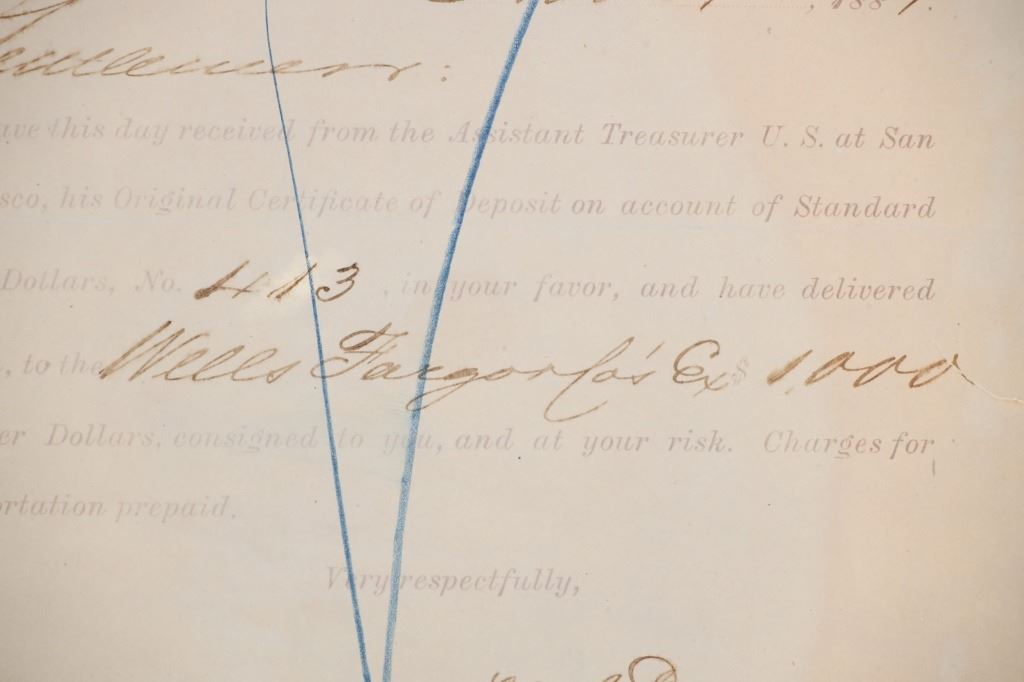 , 1887.
Gentlemen:
ave this day received from the Assistant Treasurer U. S. at San
sco, his Original Certificate of Deposit on account of Standard
Dollars, No. 413, in your favor, and have delivered
, to the Wells Fargo & Co's Ex $ 1,000
er Dollars, consigned to you, and at your risk. Charges for
ortation prepaid.
Very respectfully,